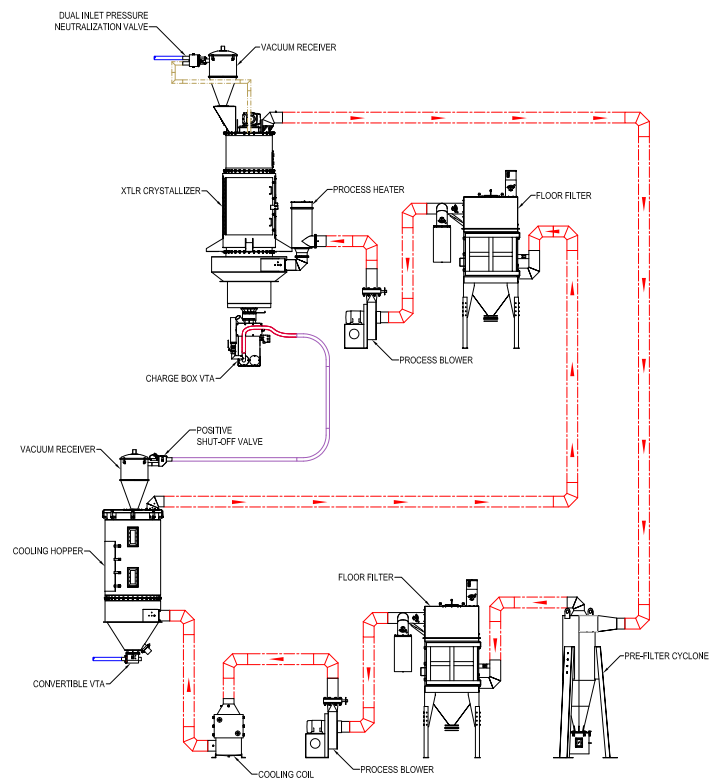 DUAL INLET PRESSURE
NEUTRALIZATION VALVE
VACUUM RECEIVER
XTLR CRYSTALLIZER
PROCESS HEATER
FLOOR FILTER
PROCESS BLOWER
CHARGE BOX VTA
POSITIVE
SHUT-OFF VALVE
VACUUM RECEIVER
COOLING HOPPER
FLOOR FILTER
PRE-FILTER CYCLONE
CONVERTIBLE VTA
COOLING COIL
PROCESS BLOWER